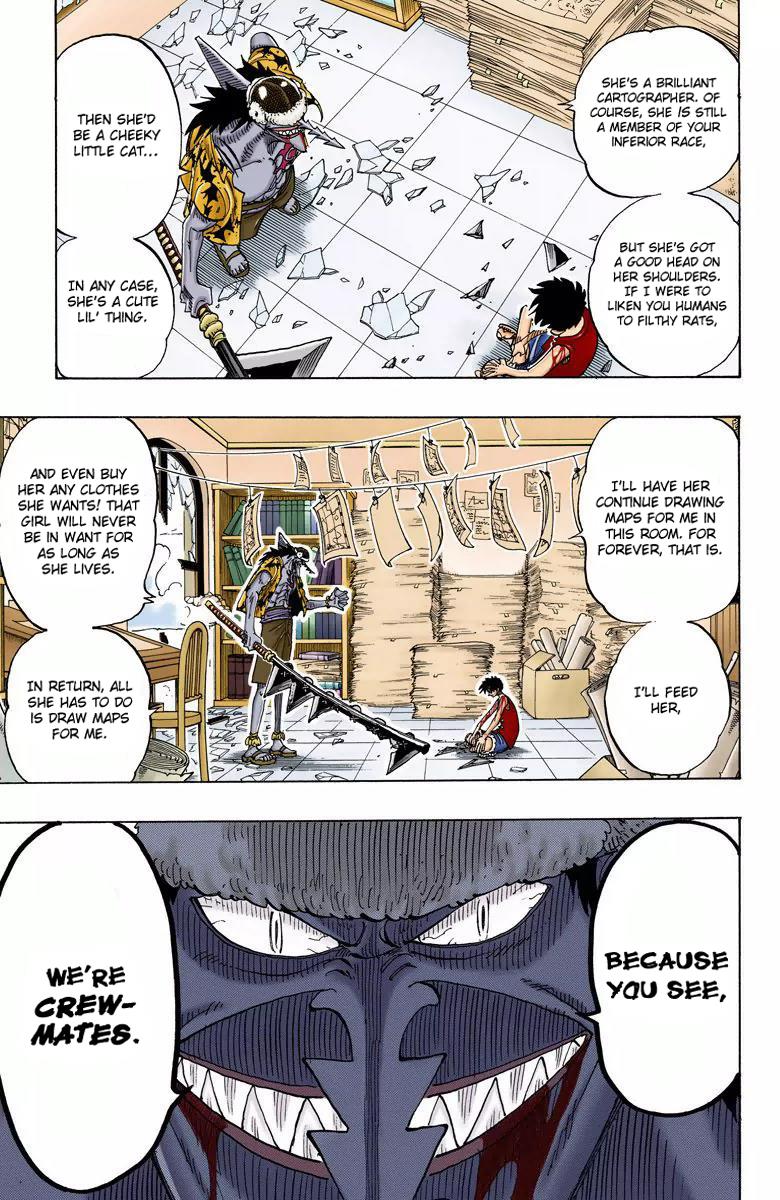 SHE'S A BRILLIANT
CARTOGRAPHER. OF
COURSE, SHE IS STILL
A MEMBER OF YOUR
INFERIOR RACE,
BUT SHE'S GOT
A GOOD HEAD ON
HER SHOULDERS.
IF I WERE TO
LIKEN YOU HUMANS
TO FILTHY RATS,
THEN SHE'D
BE A CHEEKY
LITTLE CAT...
IN ANY CASE,
SHE'S A CUTE
LIL' THING.
I'LL HAVE HER
CONTINUE DRAWING
MAPS FOR ME IN
THIS ROOM. FOR
FOREVER, THAT IS.
I'LL FEED
HER,
AND EVEN BUY
HER ANY CLOTHES
SHE WANTS! THAT
GIRL WILL NEVER
BE IN WANT FOR
AS LONG AS
SHE LIVES.
IN RETURN, ALL
SHE HAS TO DO
IS DRAW MAPS
FOR ME.
BECAUSE
YOU SEE,
WE'RE
CREW-
MATES.